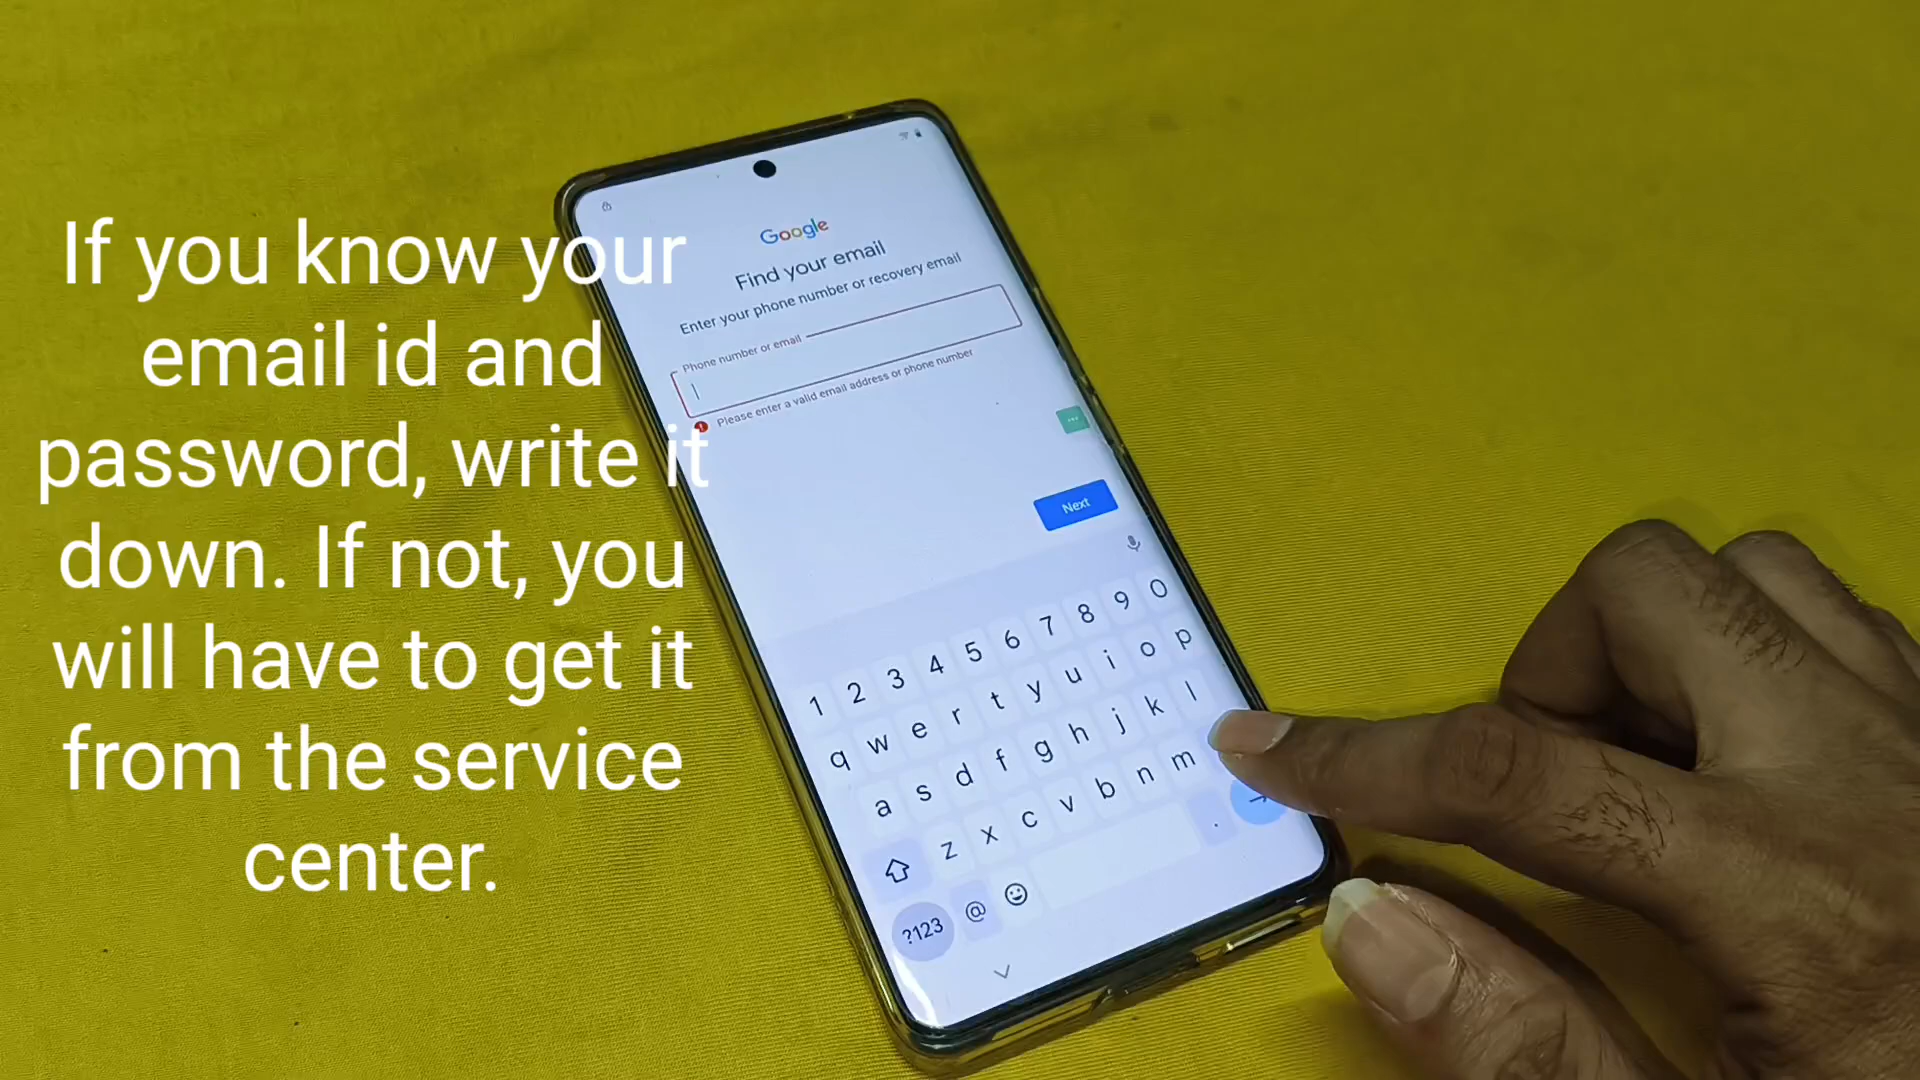 If you know your
email id and
password, write it
down. If not, you
will have to get it
from the service
center.
Google
Find your email
Enter your phone number or recovery email
Phone number or email
Please enter a valid email address or phone number
Next
1 2 3 4 5 6 7 8 9 0
q w e r t y u i o p
a s d f g h j k l
z x c v b n m
?123 @ .